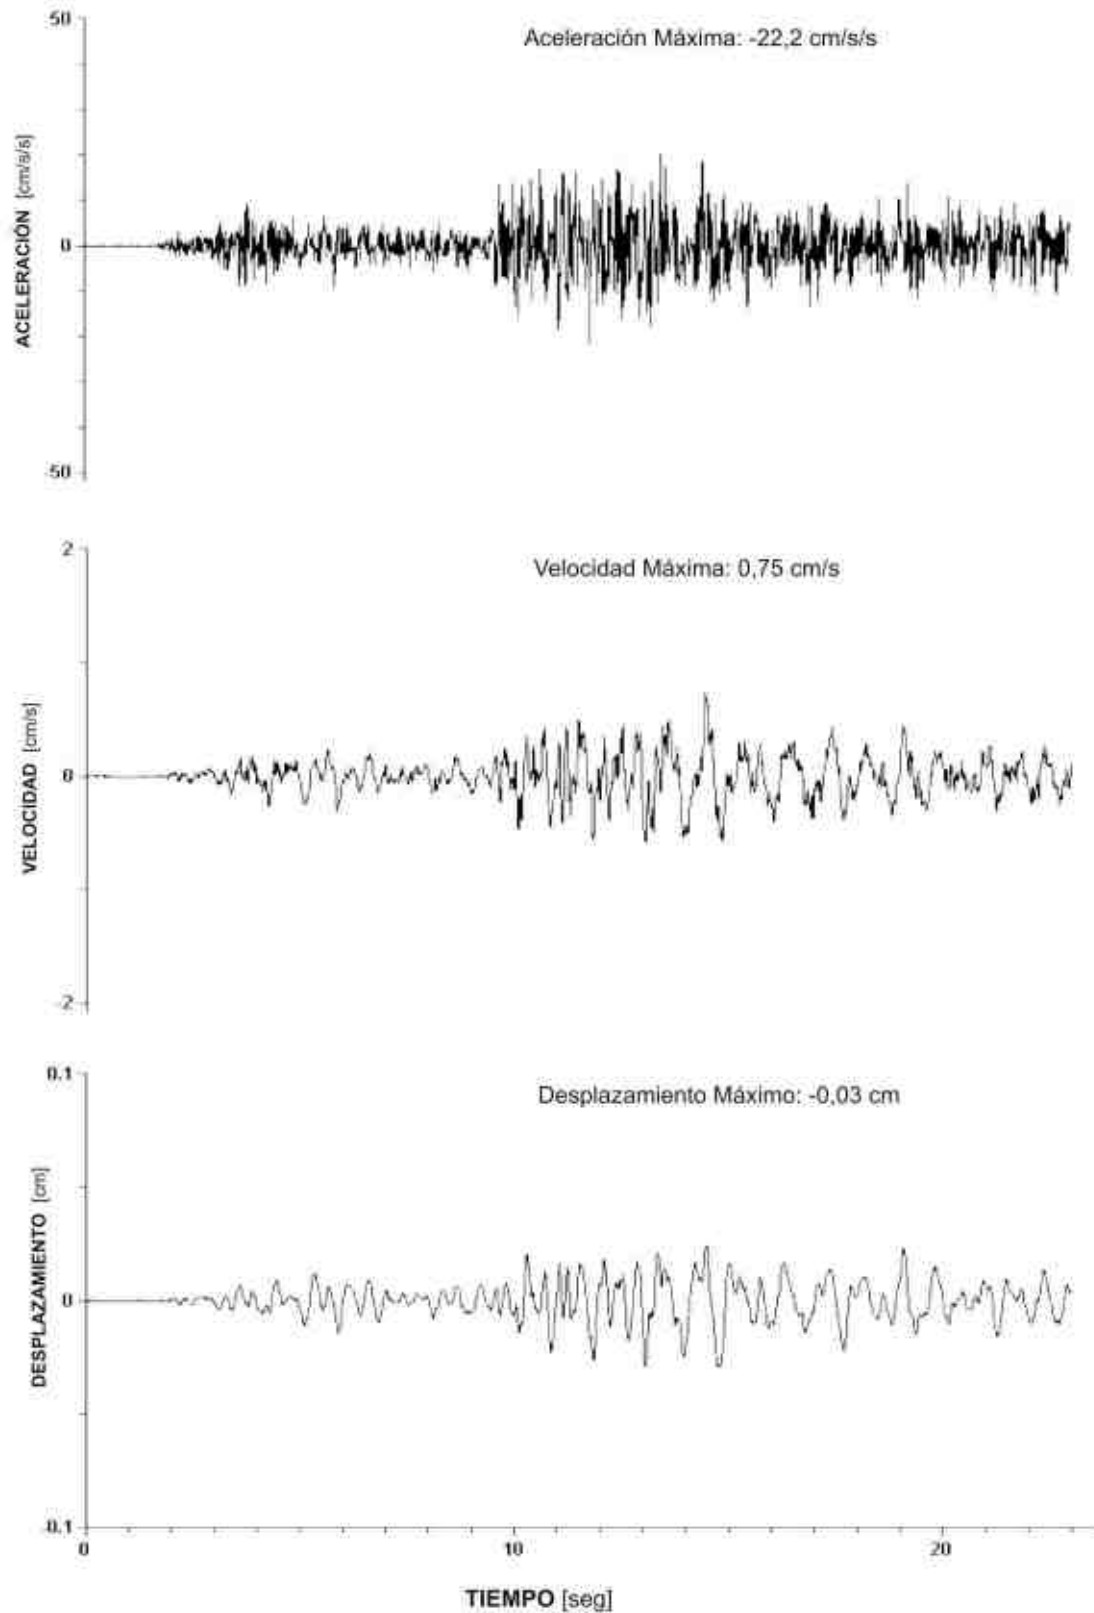 50
Aceleración Máxima: -22,2 cm/s/s
ACELERACIÓN [cm/s/s]
0
-50
2
Velocidad Máxima: 0,75 cm/s
VELOCIDAD [cm/s]
0
-2
0.1
Desplazamiento Máximo: -0,03 cm
DESPLAZAMIENTO [cm]
0
-0.1
0 10 20
TIEMPO [seg]